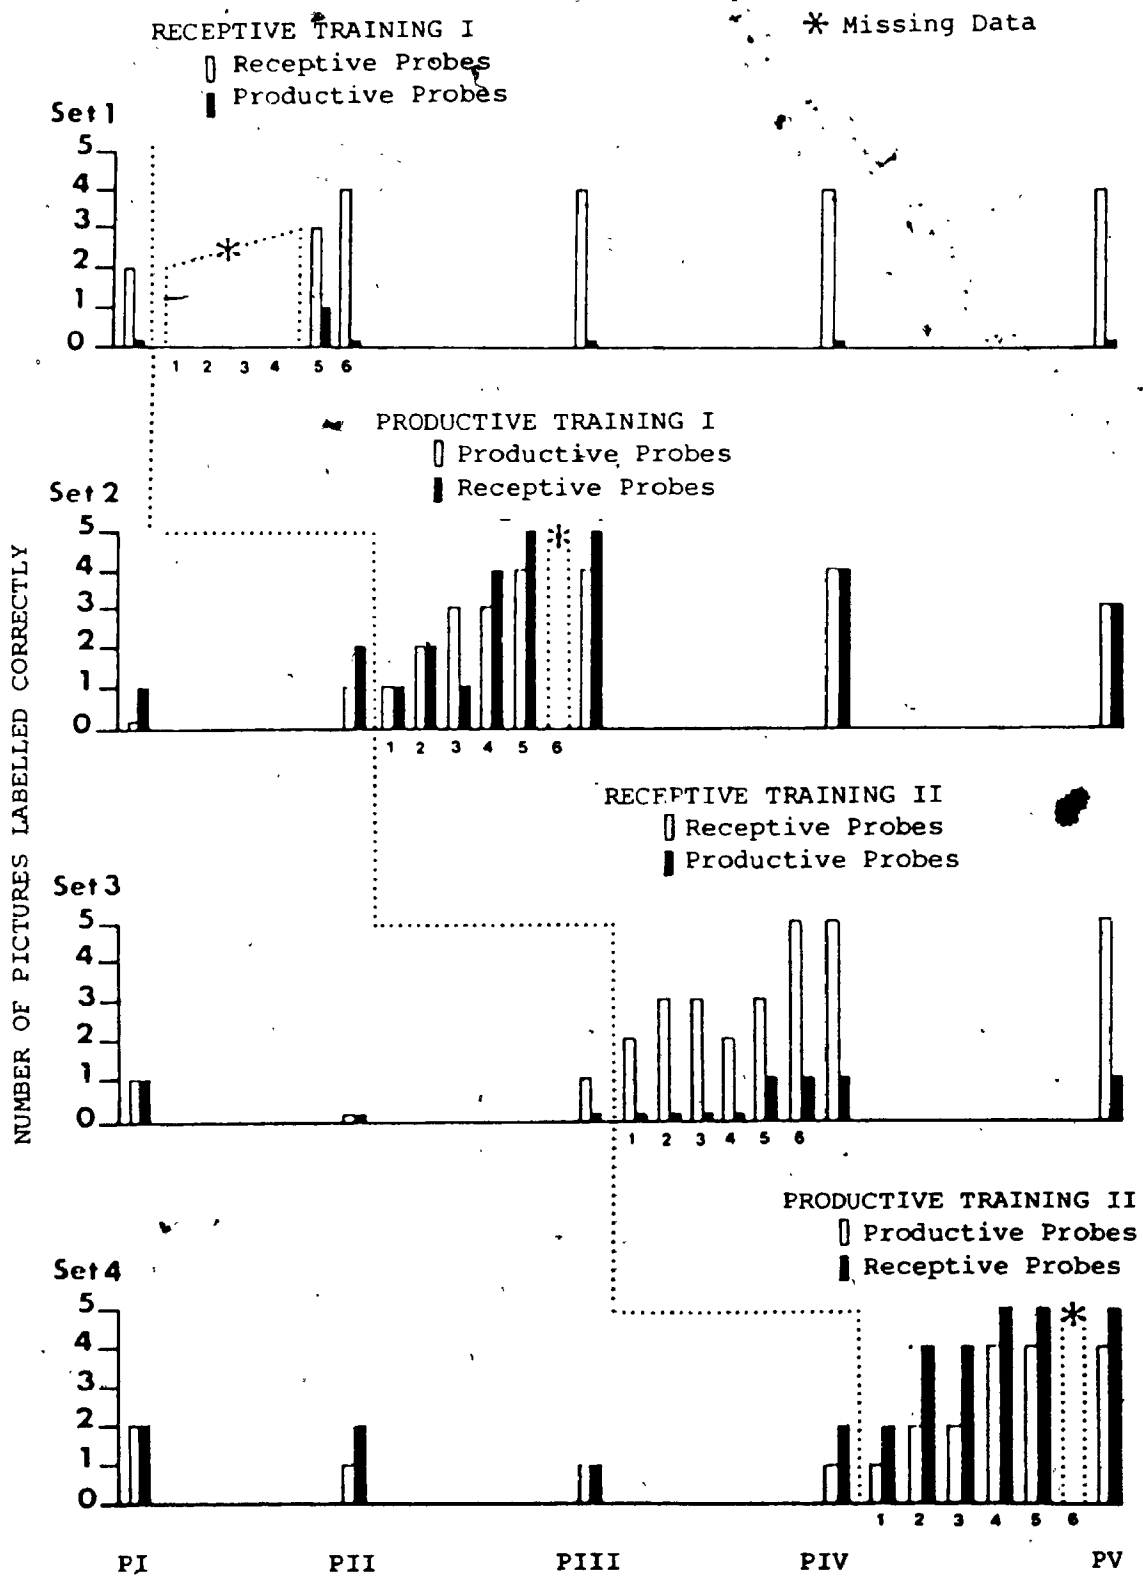 RECEPTIVE TRAINING I
Receptive Probes
Productive Probes
Missing Data
Set 1
5
4
3
2
1
0
1 2 3 4 5 6
PRODUCTIVE TRAINING I
Productive Probes
Receptive Probes
Set 2
5
4
3
2
1
0
1 2 3 4 5 6
RECEPTIVE TRAINING II
Receptive Probes
Productive Probes
Set 3
5
4
3
2
1
0
1 2 3 4 5 6
PRODUCTIVE TRAINING II
Productive Probes
Receptive Probes
Set 4
5
4
3
2
1
0
1 2 3 4 5 6
PI PII PIII PIV PV
NUMBER OF PICTURES LABELLED CORRECTLY